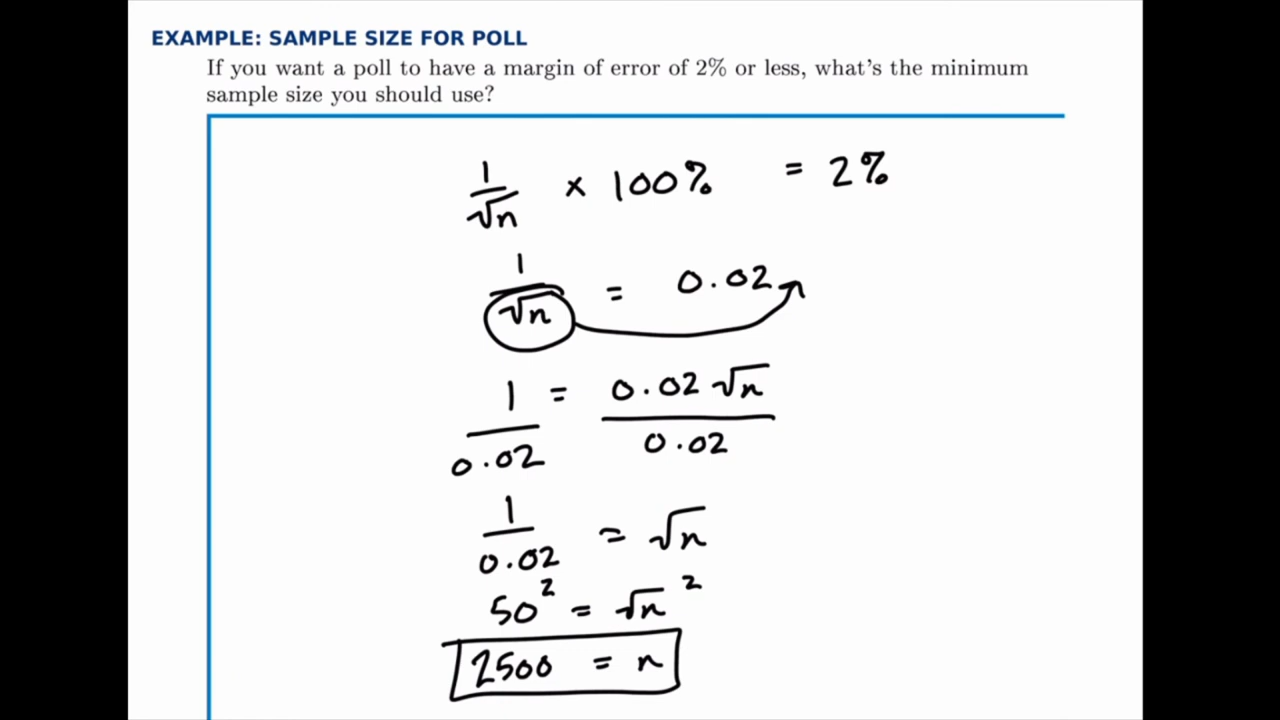 EXAMPLE: SAMPLE SIZE FOR POLL
If you want a poll to have a margin of error of 2% or less, what's the minimum
sample size you should use?
1/√n × 100% = 2%
1/√n = 0.02
1/0.02 = 0.02√n/0.02
1/0.02 = √n
50² = √n²
2500 = n